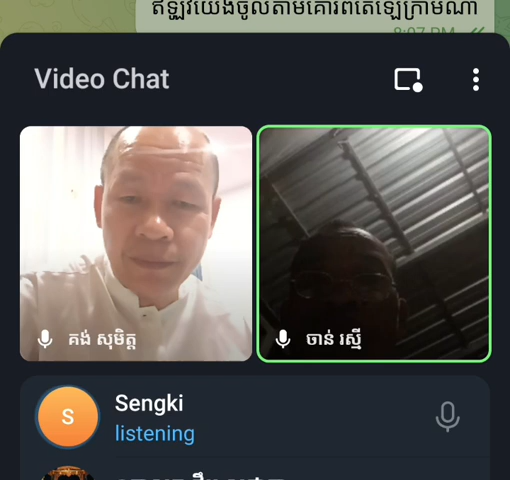 ឥឡូវយើងចូលតាមគោរពតេឡេក្រាមណា
8:07 PM
Video Chat
គង់ សុមិត្ត
ចាន់ រស្មី
S
Sengki
listening